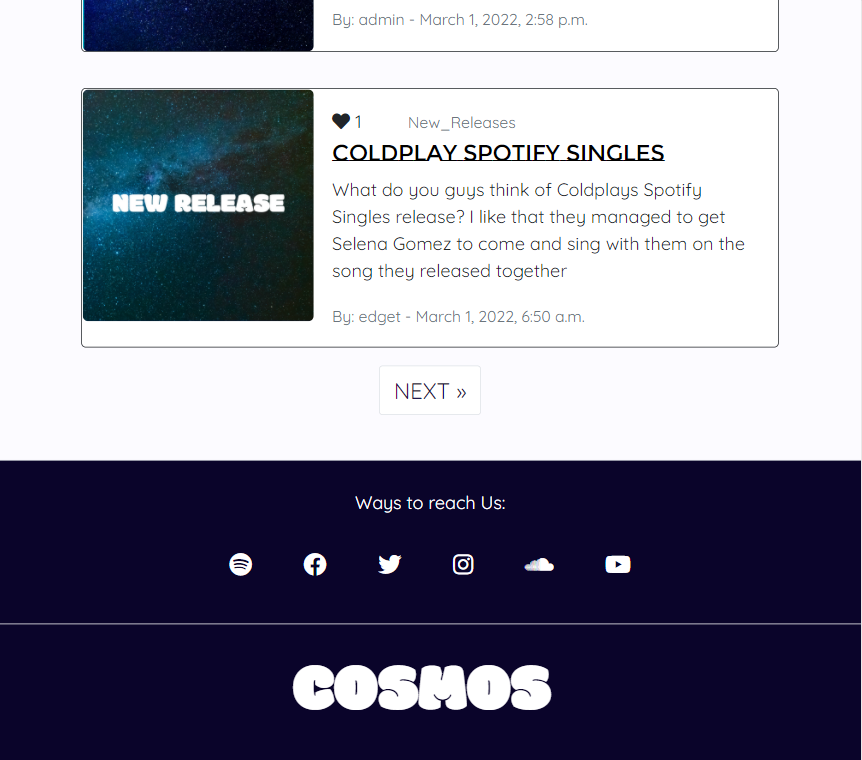 By: admin - March 1, 2022, 2:58 p.m.
NEW RELEASE
1 New_Releases
COLDPLAY SPOTIFY SINGLES
What do you guys think of Coldplays Spotify
Singles release? I like that they managed to get
Selena Gomez to come and sing with them on the
song they released together
By: edget - March 1, 2022, 6:50 a.m.
NEXT »
Ways to reach Us:
COSMOS